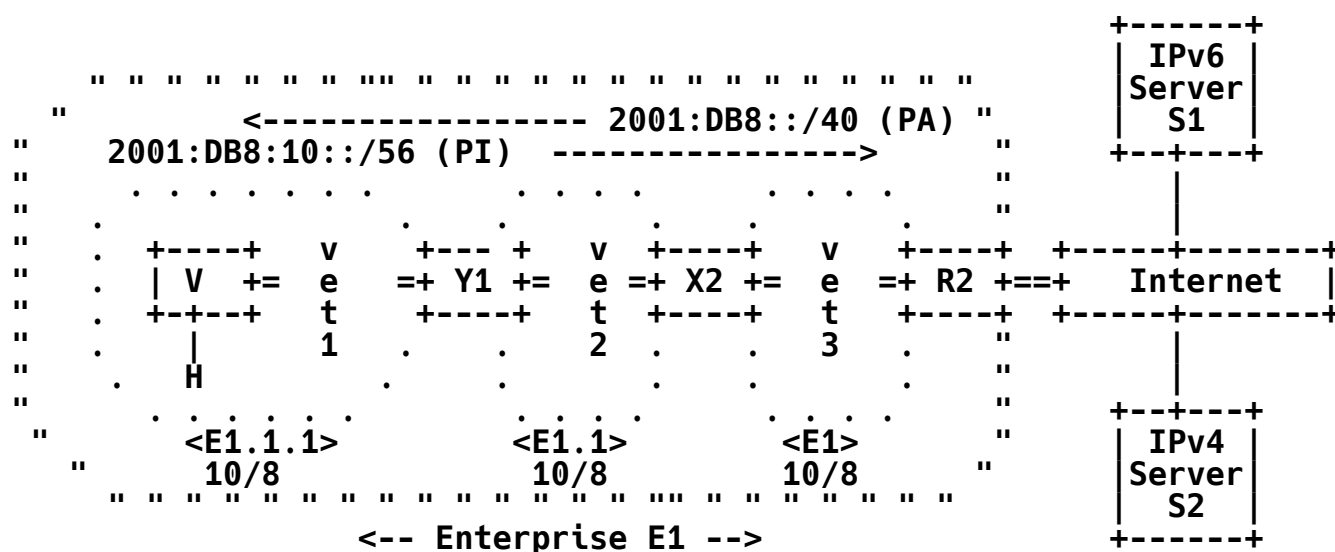 +------+
                                                         | IPv6 |
    " " " " " " " "" " " " " " " " " " " " " " " "       |Server|
  "         <----------------- 2001:DB8::/40 (PA) "      |  S1  |
"    2001:DB8:10::/56 (PI)  ---------------->      "     +--+---+
"     . . . . . . .       . . . .      . . . .     "        |
"   .               .    .       .    .       .    "        |
"   .  +----+   v   +--- +   v  +----+   v   +----+  +-----+-------+
"   .  | V  +=  e  =+ Y1 +=  e =+ X2 +=  e  =+ R2 +==+   Internet  |
"   .  +-+--+   t   +----+   t  +----+   t   +----+  +-----+-------+
"   .    |      1   .    .   2   .    .  3    .    "        |
"    .   H         .     .       .    .       .    "        |
"      . . . . . .        . . . .      . . . .     "     +--+---+
 "       <E1.1.1>         <E1.1>        <E1>       "     | IPv4 |
   "      10/8             10/8         10/8      "      |Server|
     " " " " " " " " " " " " " " "" " " " " " " "        |  S2  |
                  <-- Enterprise E1 -->                  +------+